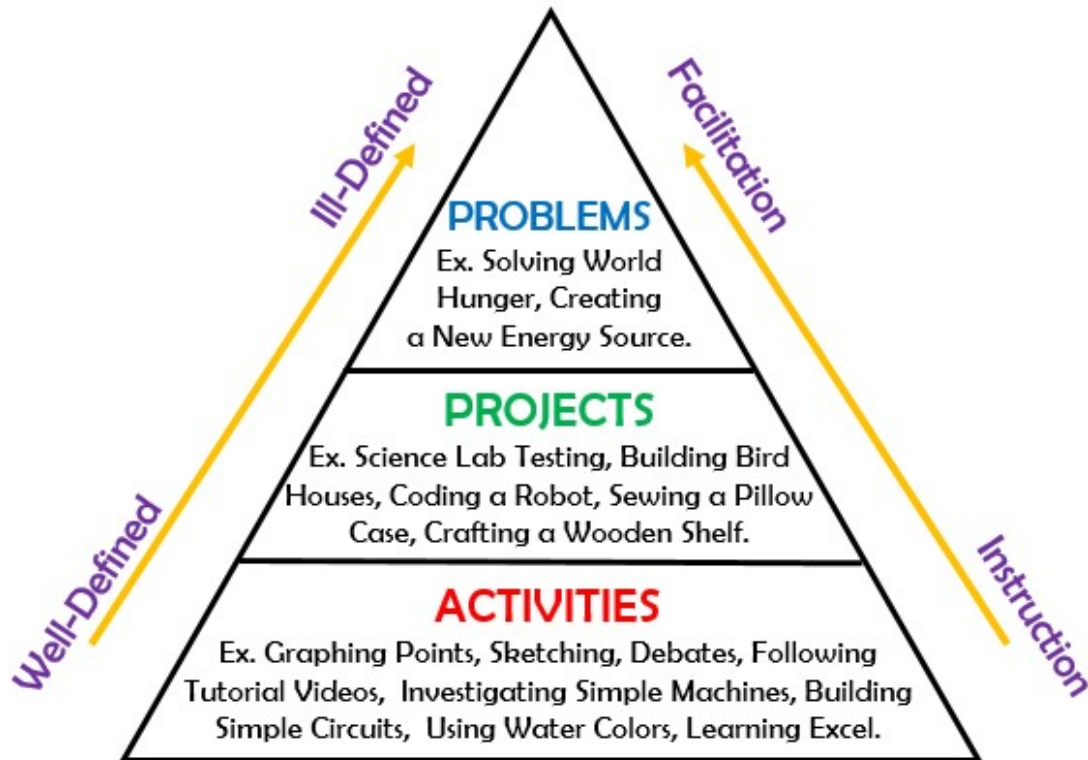 Ill-Defined
Facilitation
PROBLEMS
Ex. Solving World
Hunger, Creating
a New Energy Source.
PROJECTS
Ex. Science Lab Testing, Building Bird
Houses, Coding a Robot, Sewing a Pillow
Case, Crafting a Wooden Shelf.
Well-Defined
Instruction
ACTIVITIES
Ex. Graphing Points, Sketching, Debates, Following
Tutorial Videos, Investigating Simple Machines, Building
Simple Circuits, Using Water Colors, Learning Excel.